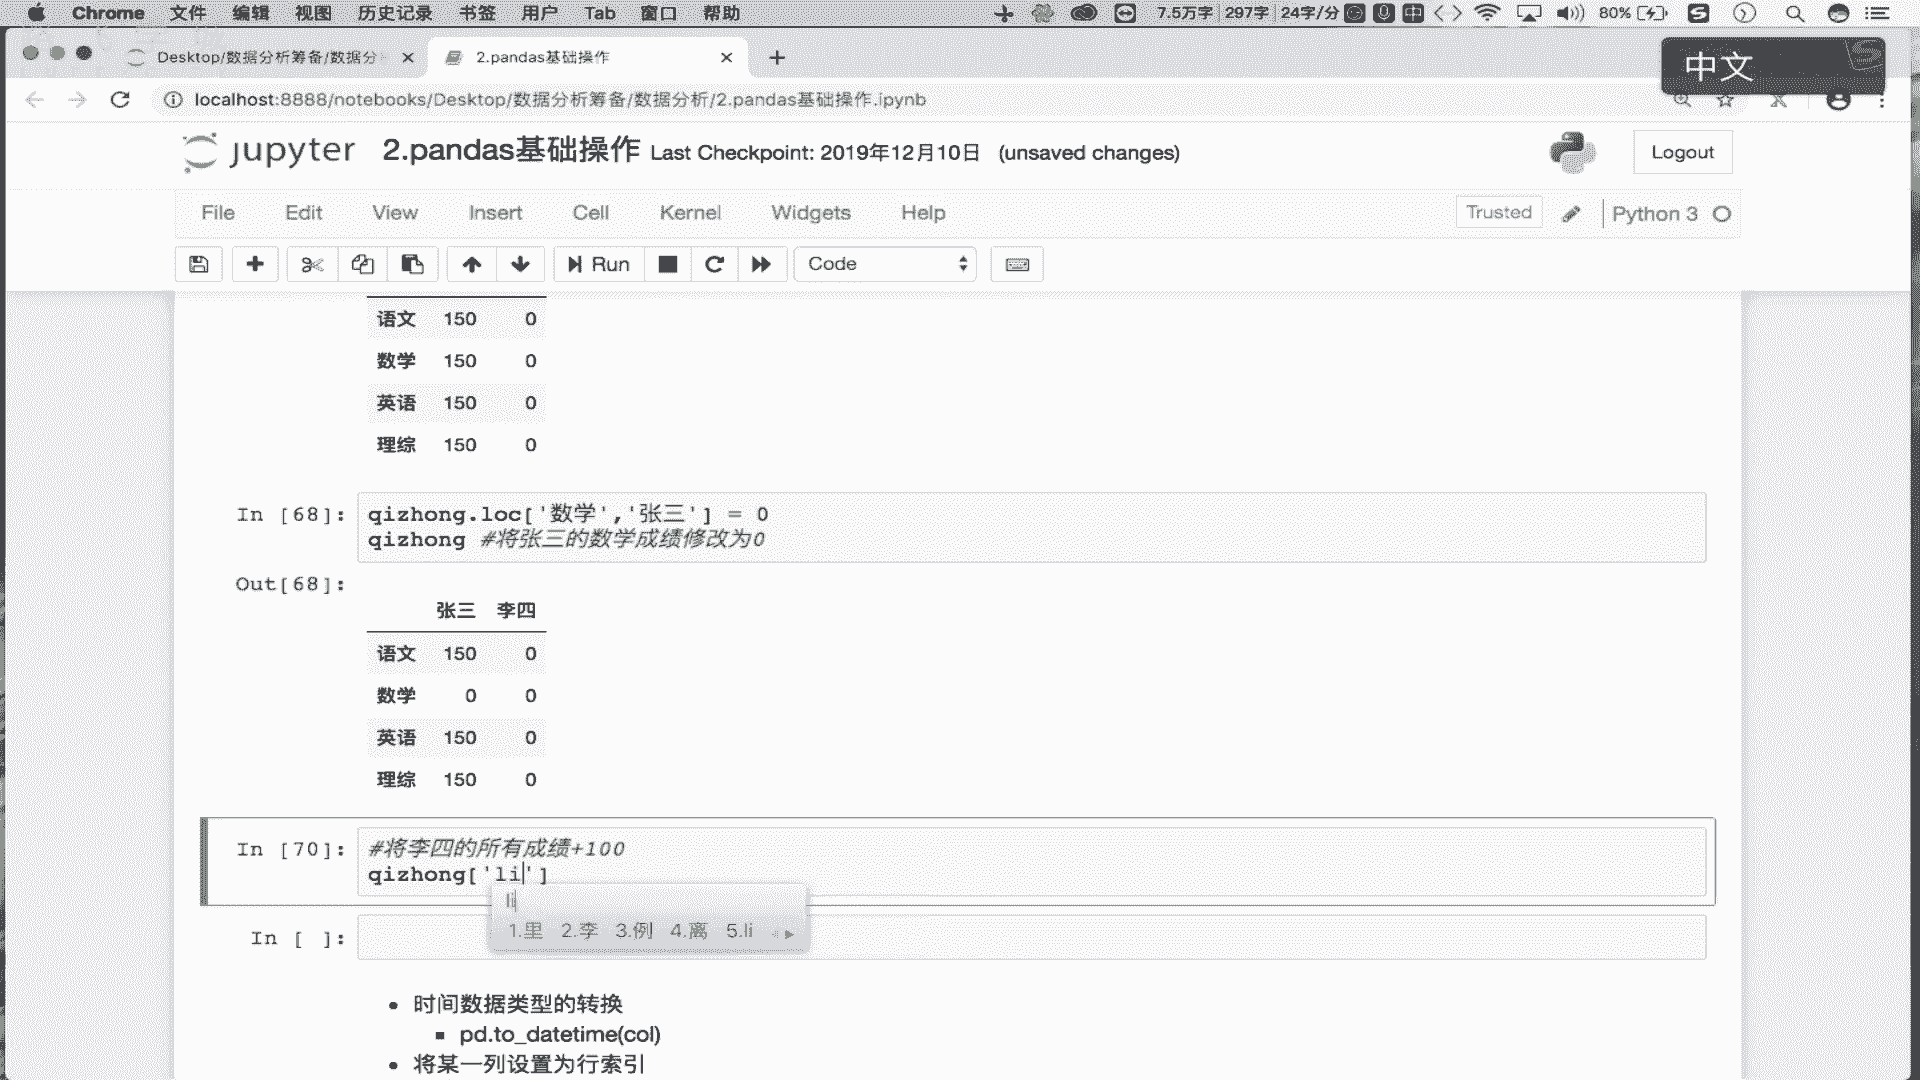 Chrome 文件 编辑 视图 历史记录 书签 用户 Tab 窗口 帮助 7.5万字 297字 24字/分 中 80%
Desktop/数据分析筹备/数据分 2.pandas基础操作
中文
localhost:8888/notebooks/Desktop/数据分析筹备/数据分析/2.pandas基础操作.ipynb
jupyter 2.pandas基础操作 Last Checkpoint: 2019年12月10日 (unsaved changes) Logout
File Edit View Insert Cell Kernel Widgets Help Trusted Python 3
Run Code
语文 150 0
数学 150 0
英语 150 0
理综 150 0
In [68]: qizhong.loc['数学','张三'] = 0
qizhong #将张三的数学成绩修改为0
Out[68]:
张三 李四
语文 150 0
数学 0 0
英语 150 0
理综 150 0
In [70]: #将李四的所有成绩+100
qizhong['li']
li
1.里 2.李 3.例 4.离 5.li
In [ ]:
• 时间数据类型的转换
▪ pd.to_datetime(col)
• 将某一列设置为行索引